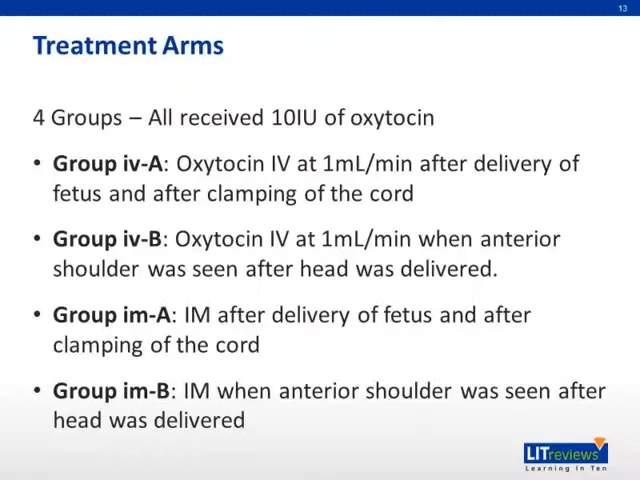 13
Treatment Arms
4 Groups – All received 10IU of oxytocin
• Group iv-A: Oxytocin IV at 1mL/min after delivery of
fetus and after clamping of the cord
• Group iv-B: Oxytocin IV at 1mL/min when anterior
shoulder was seen after head was delivered.
• Group im-A: IM after delivery of fetus and after
clamping of the cord
• Group im-B: IM when anterior shoulder was seen after
head was delivered
LITreviews
Learning In Ten